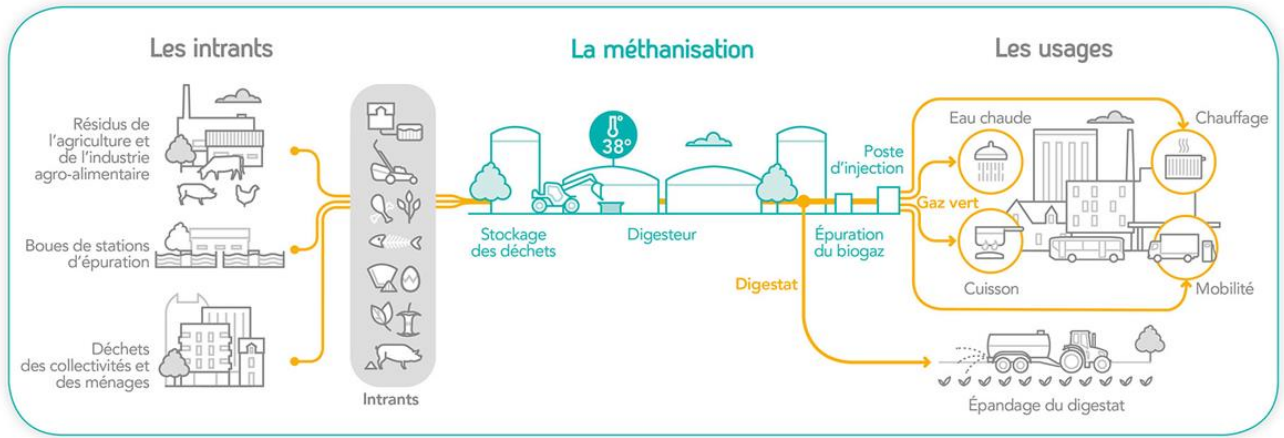 Les intrants
La méthanisation
Les usages
Résidus de
l'agriculture et
de l'industrie
agro-alimentaire
Boues de stations
d'épuration
Déchets
des collectivités et
des ménages
Intrants
38°
Stockage
des déchets
Digesteur
Épuration
du biogaz
Poste
d'injection
Digestat
Gaz vert
Eau chaude
Chauffage
Cuisson
Mobilité
Épandage du digestat